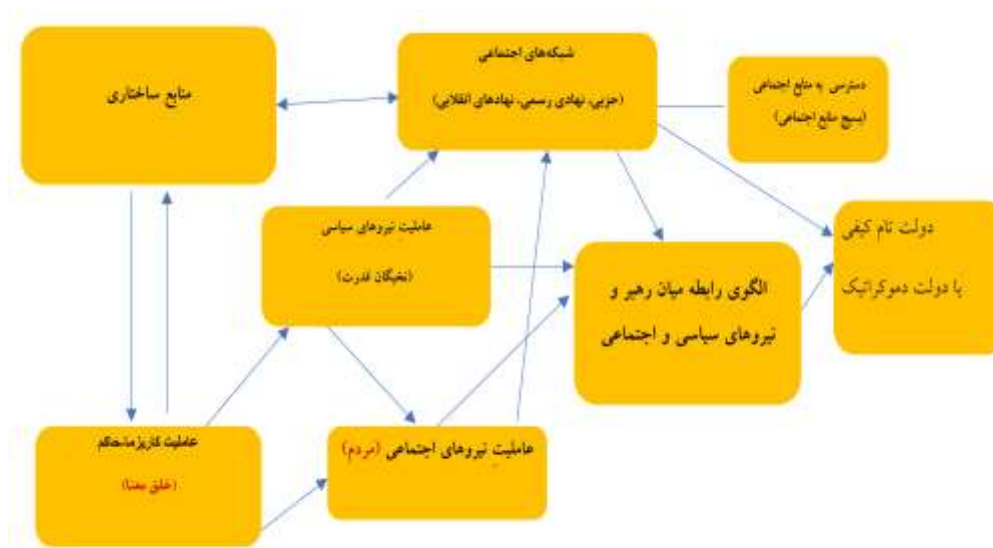 شبکه‌های اجتماعی
(حزبی، نهادی رسمی، نهادهای انقلابی)
منابع ساختاری
دسترسی به منابع اجتماعی
(بسیج منابع اجتماعی)
عاملیت نیروهای سیاسی
(نخبگان قدرت)
دولت تام کیفی
یا دولت دموکراتیک
الگوی رابطه میان رهبر و
نیروهای سیاسی و اجتماعی
عاملیت نیروهای اجتماعی (مردم)
عاملیت کاریزما-حاکم
(خلق معنا)